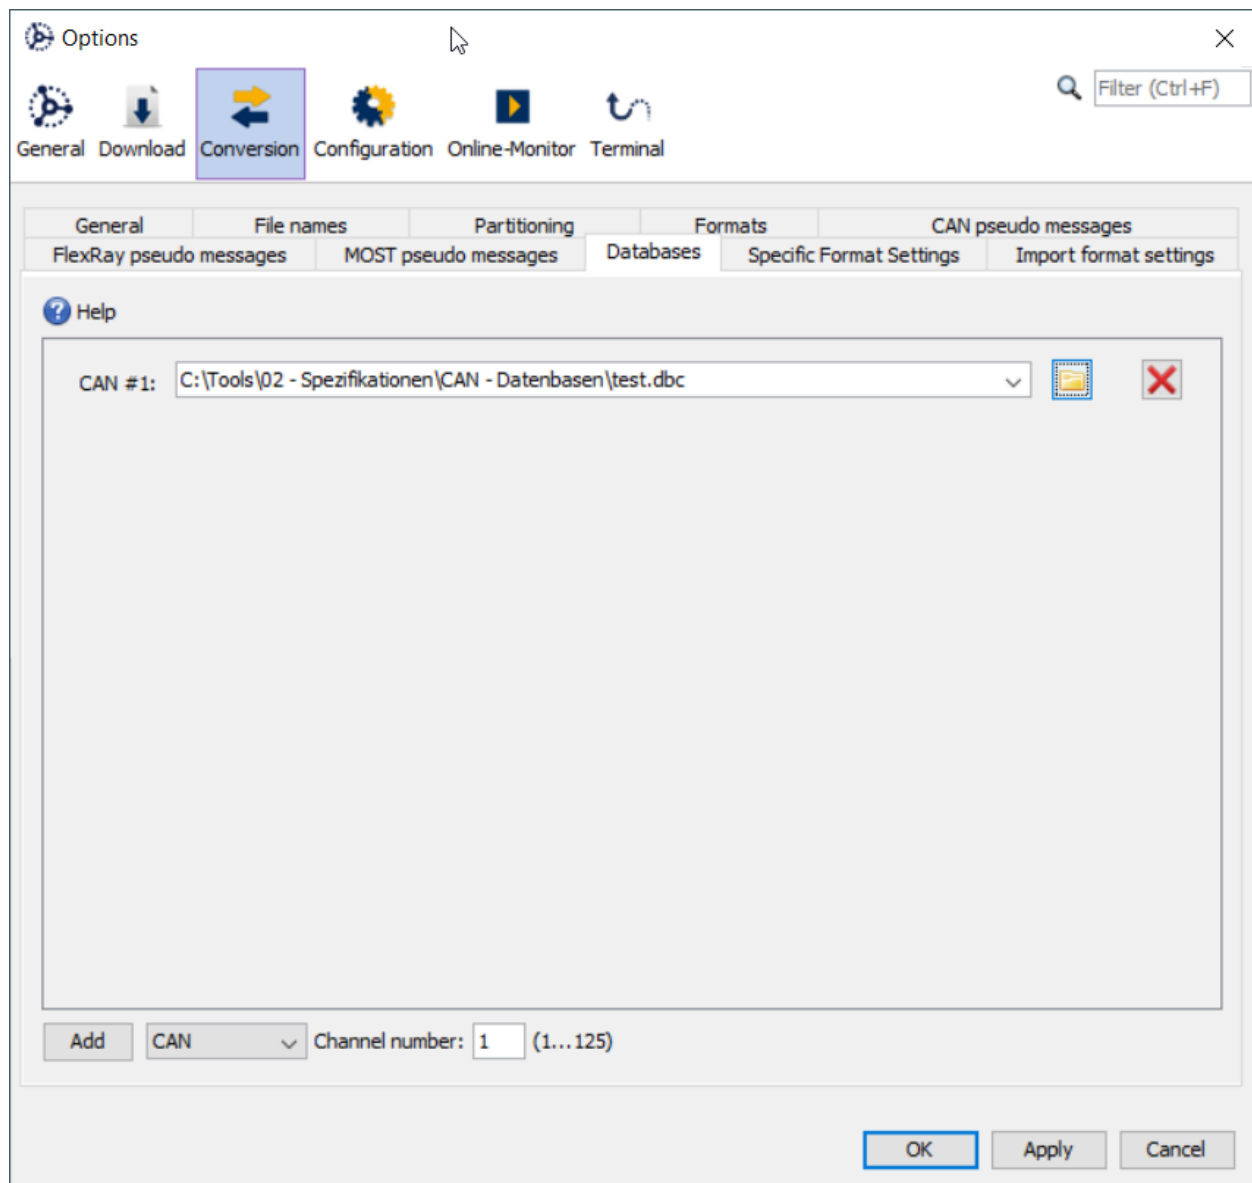 Options
Filter (Ctrl+F)
General Download Conversion Configuration Online-Monitor Terminal
General File names Partitioning Formats CAN pseudo messages
FlexRay pseudo messages MOST pseudo messages Databases Specific Format Settings Import format settings
? Help
CAN #1: C:\Tools\02 - Spezifikationen\CAN - Datenbasen\test.dbc
Add CAN Channel number: 1 (1...125)
OK Apply Cancel